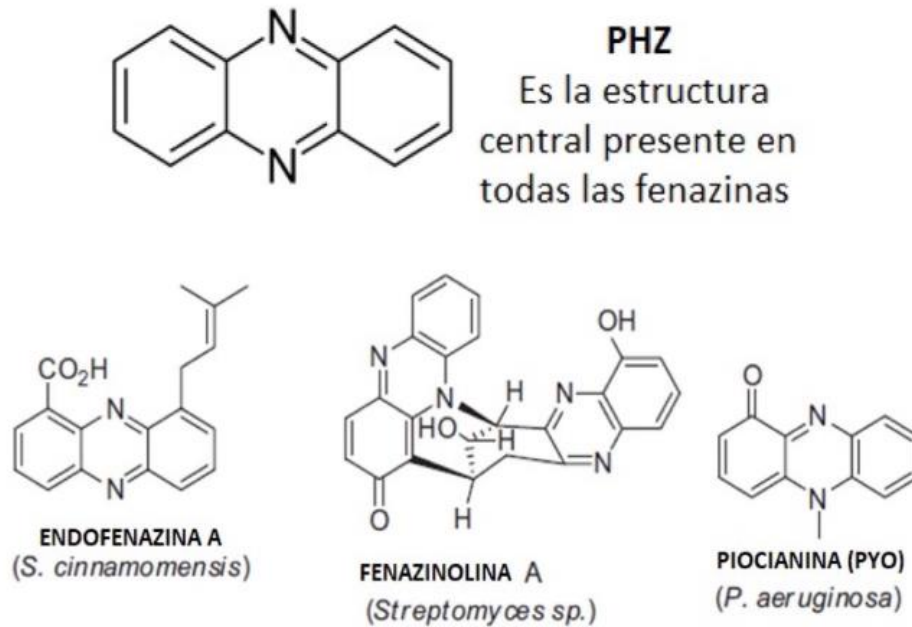 N
N
PHZ
Es la estructura
central presente en
todas las fenazinas
CO₂H
N
N
ENDOFENAZINA A
(S. cinnamomensis)
OH
N
N
H
N
HO
H
N
O
H
FENAZINOLINA A
(Streptomyces sp.)
O
N
N
PIOCIANINA (PYO)
(P. aeruginosa)